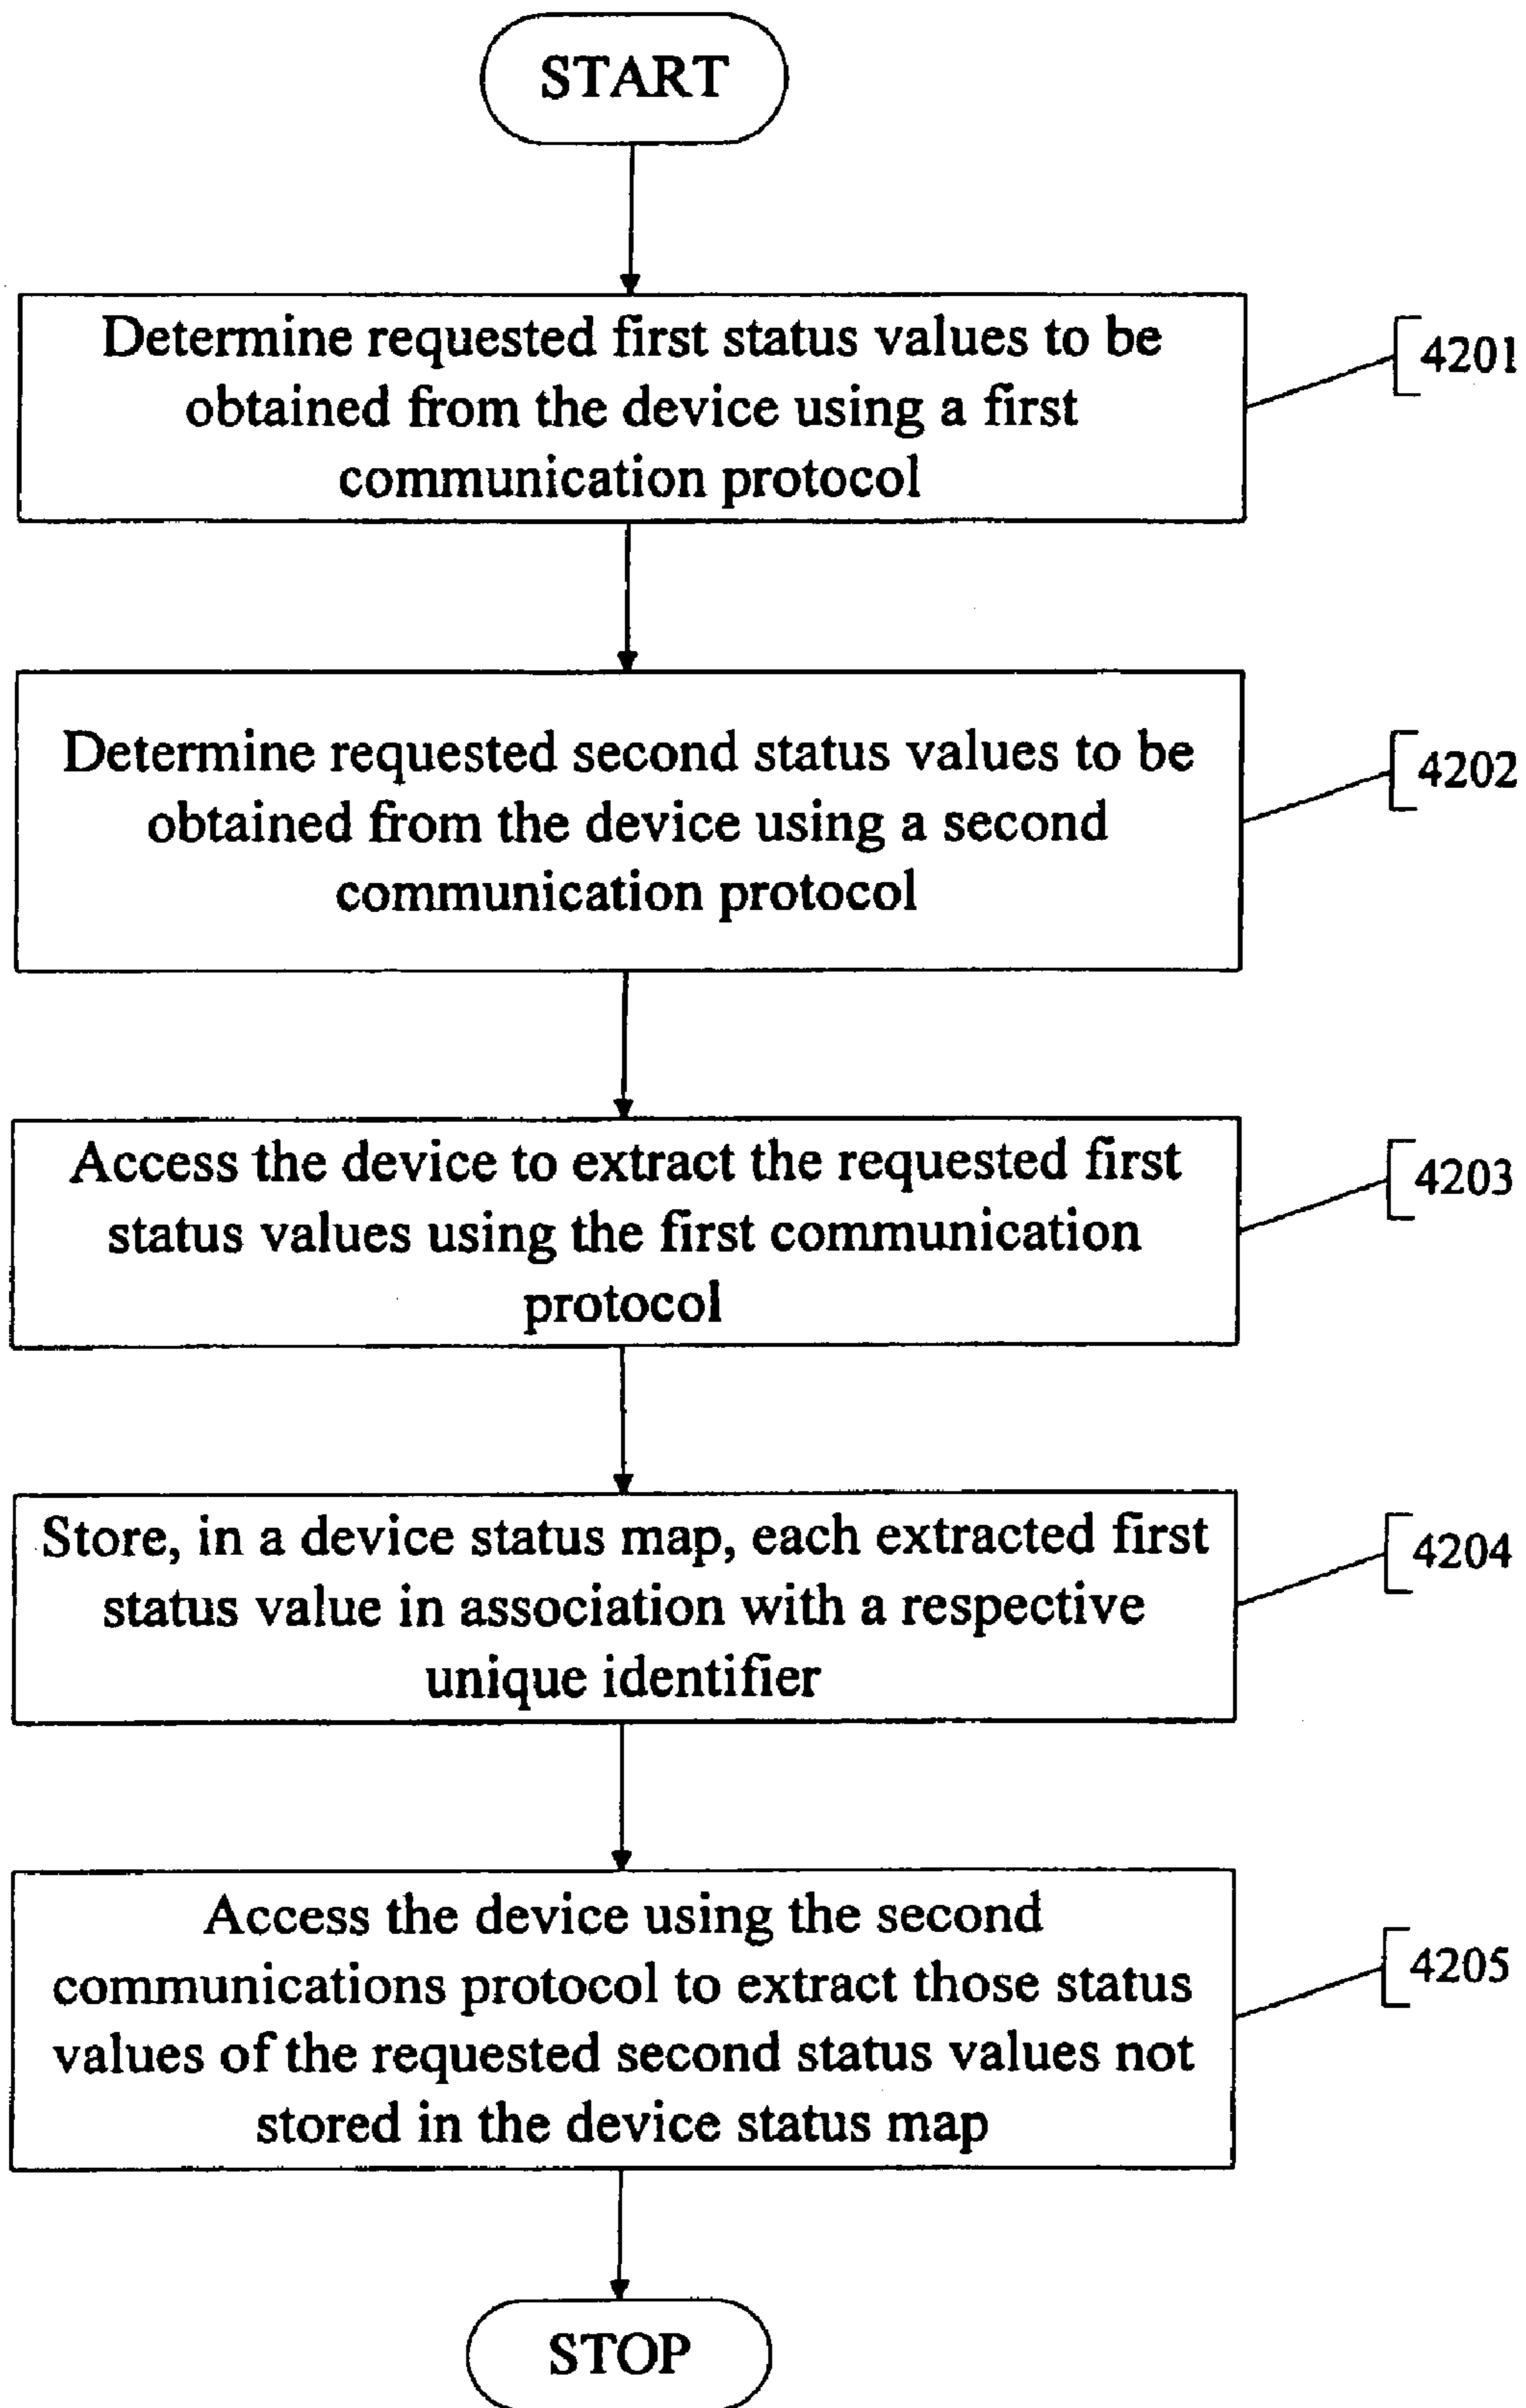 START
Determine requested first status values to be
obtained from the device using a first
communication protocol
4201
Determine requested second status values to be
obtained from the device using a second
communication protocol
4202
Access the device to extract the requested first
status values using the first communication
protocol
4203
Store, in a device status map, each extracted first
status value in association with a respective
unique identifier
4204
Access the device using the second
communications protocol to extract those status
values of the requested second status values not
stored in the device status map
4205
STOP